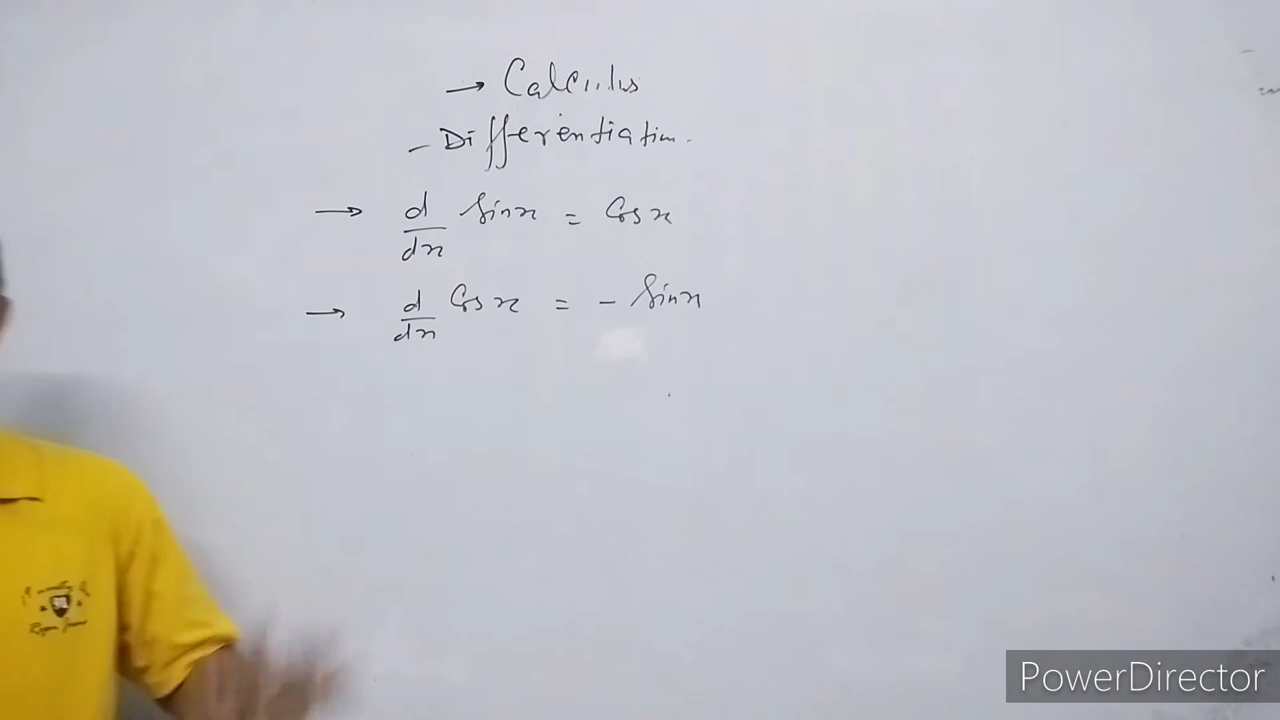 → Calculus
- Differentiation.
→ d/dx Sinx = Cosx
→ d/dx Cosx = - Sinx
PowerDirector